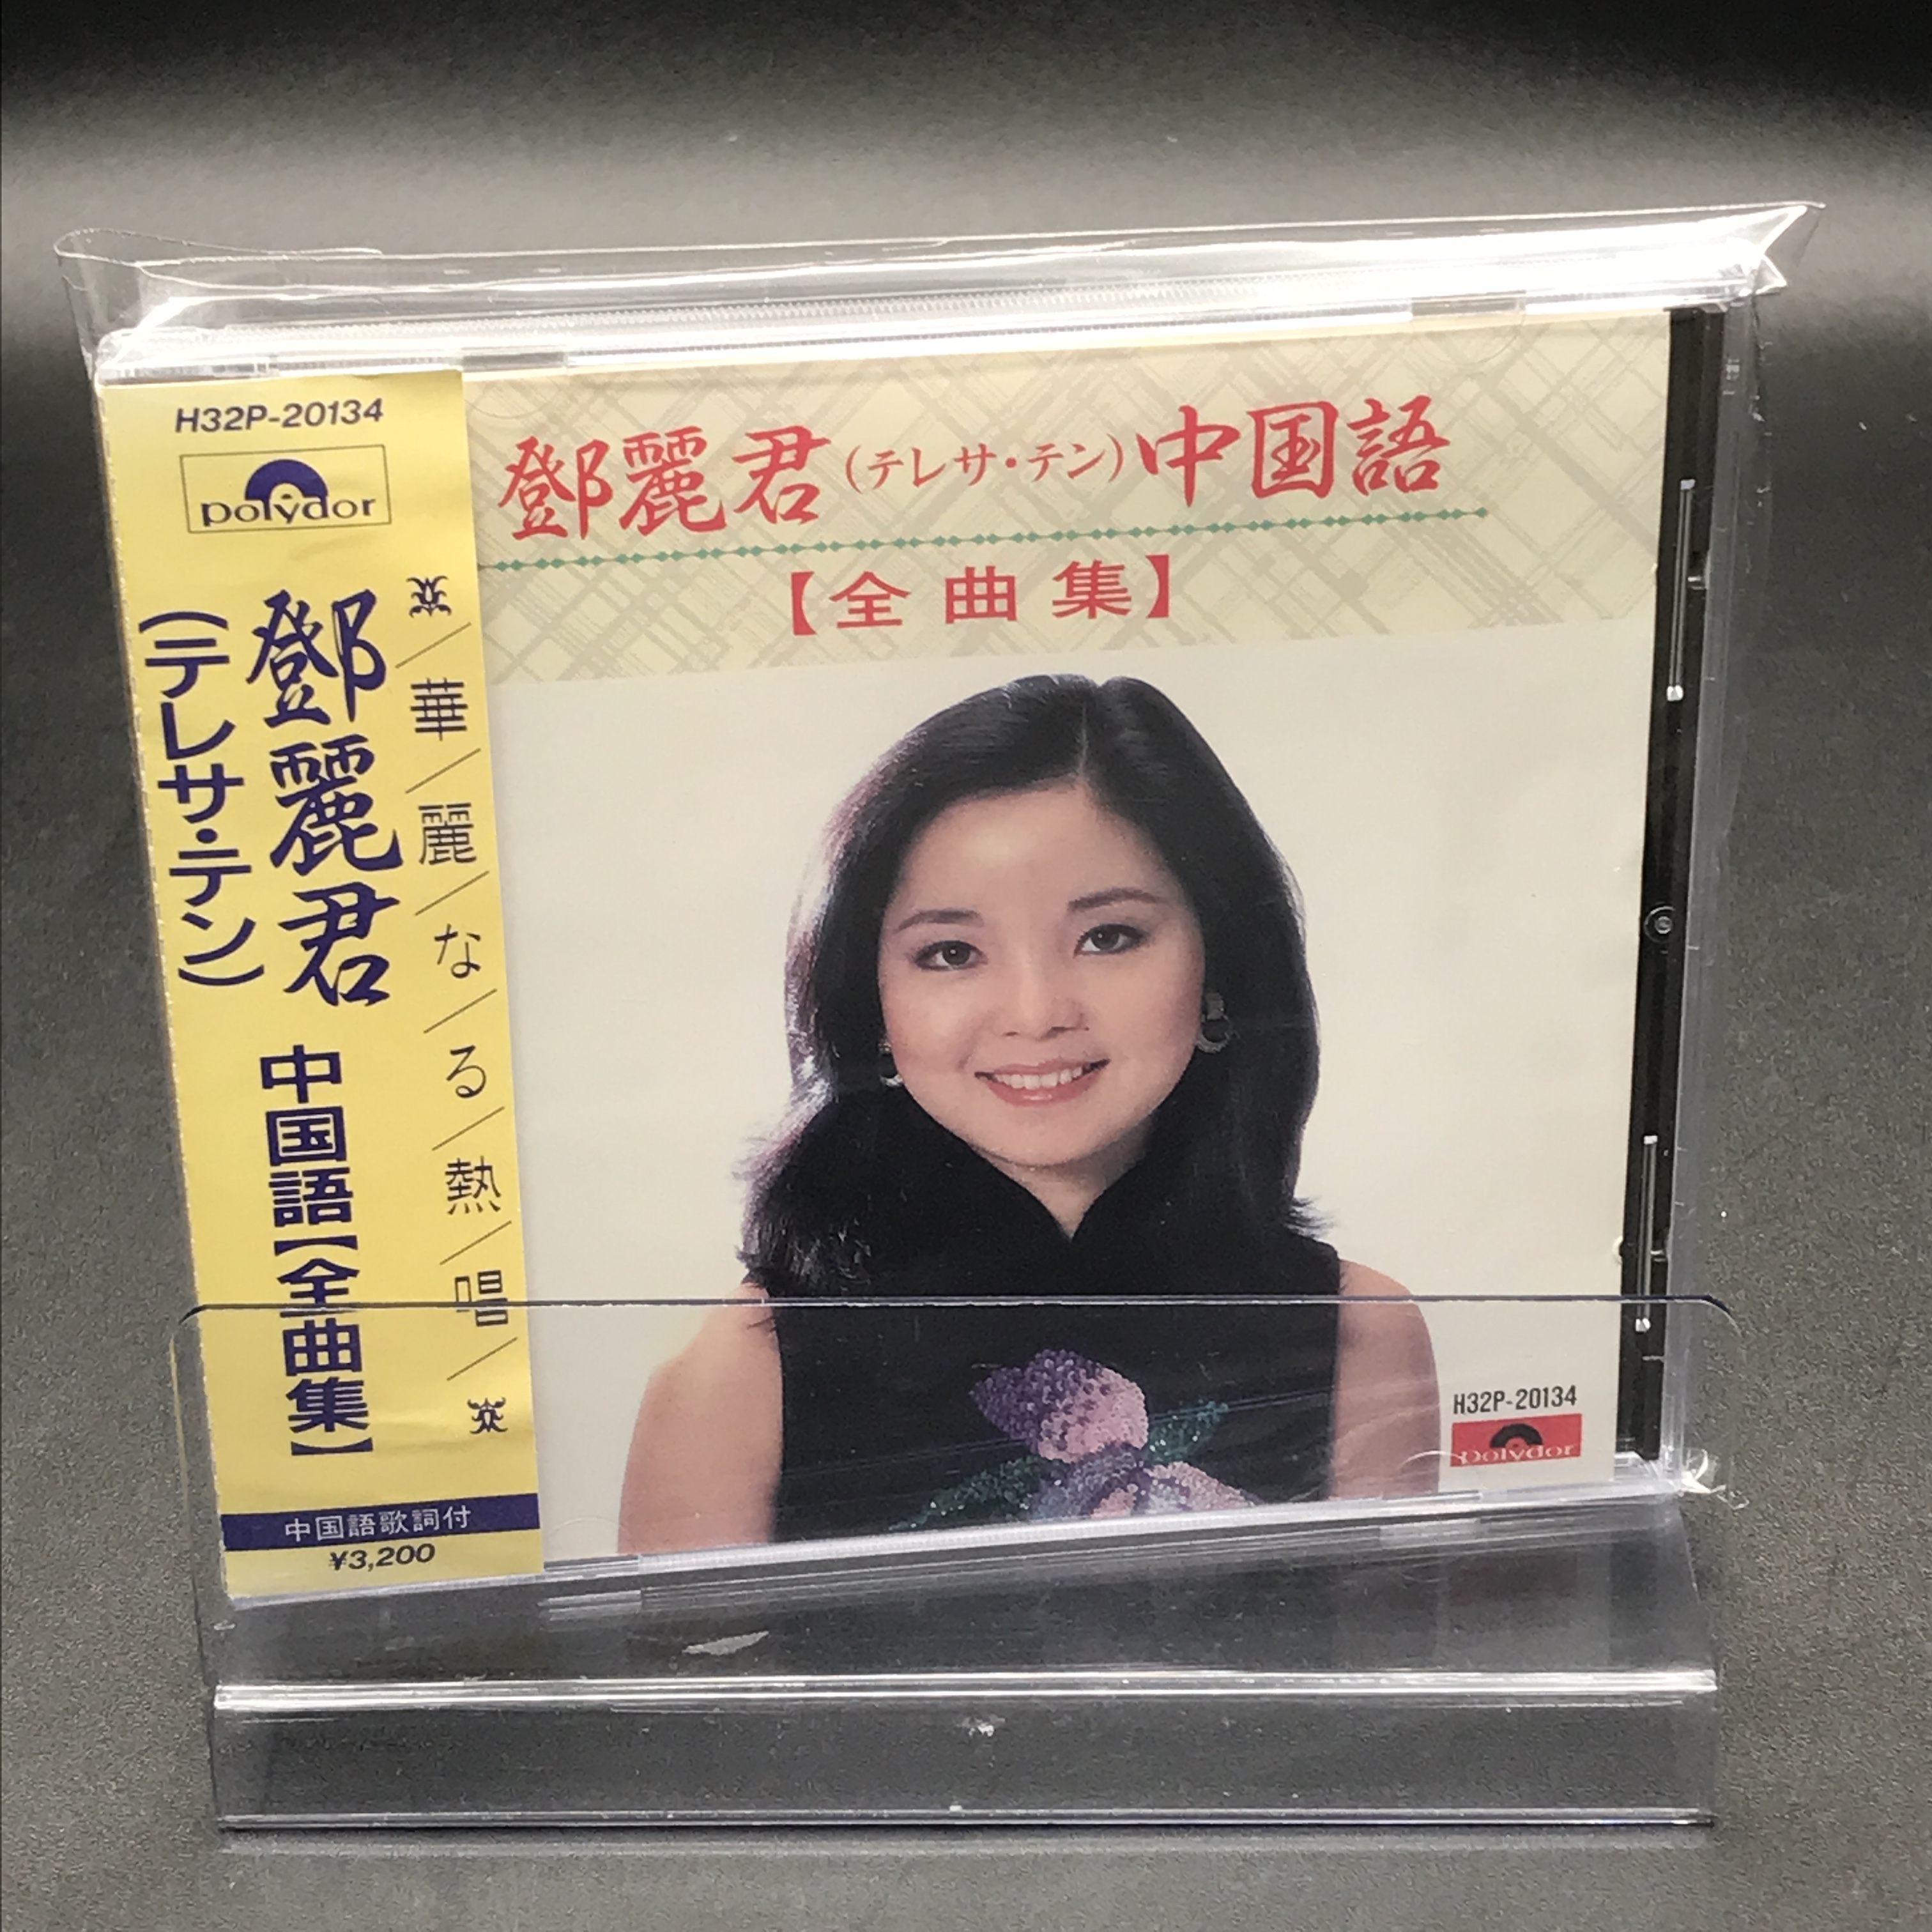 H32P-20134
polydor
華/麗/な/る/熱/唱/
鄧麗君
(テレサ・テン)
中国語【全曲集】
中国語歌詞付
¥3,200
鄧麗君(テレサ・テン)中国語
【全曲集】
H32P-20134
polydor